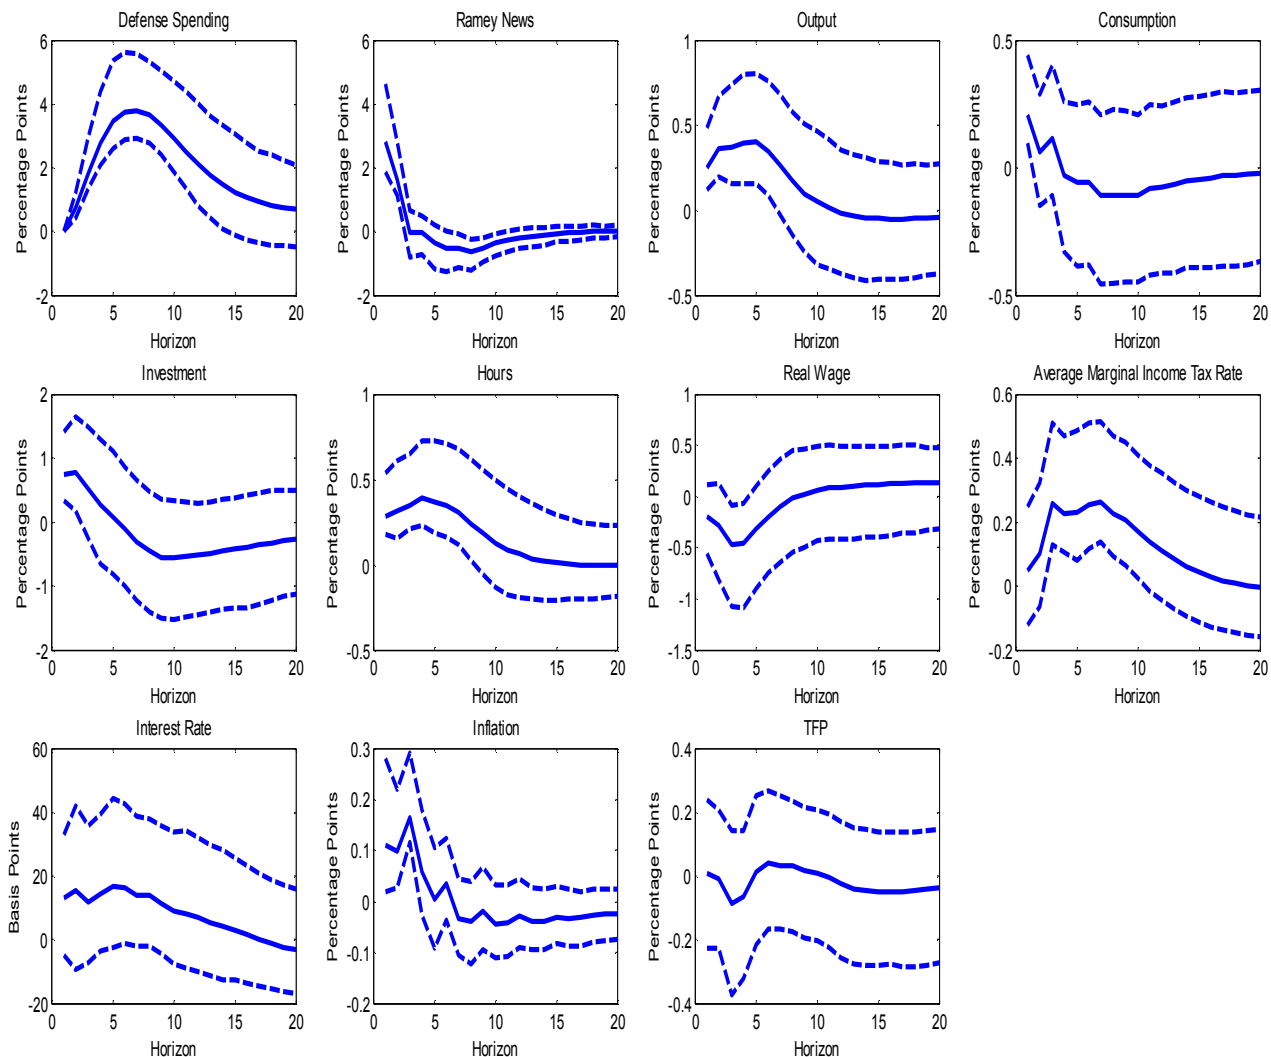 Defense Spending
Percentage Points
6
4
2
0
-2
0 5 10 15 20
Horizon
Ramey News
Percentage Points
6
4
2
0
-2
0 5 10 15 20
Horizon
Output
Percentage Points
1
0.5
0
-0.5
0 5 10 15 20
Horizon
Consumption
Percentage Points
0.5
0
-0.5
0 5 10 15 20
Horizon
Investment
Percentage Points
2
1
0
-1
-2
0 5 10 15 20
Horizon
Hours
Percentage Points
1
0.5
0
-0.5
0 5 10 15 20
Horizon
Real Wage
Percentage Points
1
0.5
0
-0.5
-1
-1.5
0 5 10 15 20
Horizon
Average Marginal Income Tax Rate
Percentage Points
0.6
0.4
0.2
0
-0.2
0 5 10 15 20
Horizon
Interest Rate
Basis Points
60
40
20
0
-20
0 5 10 15 20
Horizon
Inflation
Percentage Points
0.3
0.2
0.1
0
-0.1
-0.2
0 5 10 15 20
Horizon
TFP
Percentage Points
0.4
0.2
0
-0.2
-0.4
0 5 10 15 20
Horizon